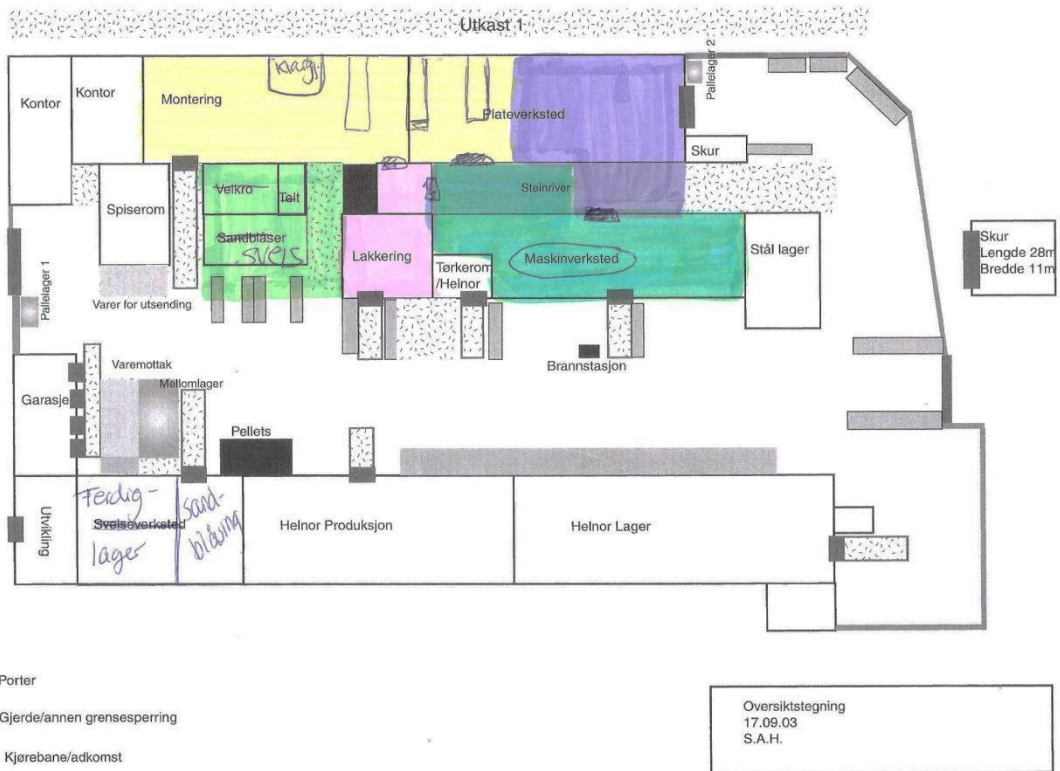 Utkast 1
Pallelager 2
Kontor
Kontor
Montering
Klargj.
Plateverksted
Skur
Spiserom
Velkro
Telt
Sandblåser
Sveis
Steinriver
Lakkering
Tørkerom
/Helnor
Maskinverksted
Stål lager
Skur
Lengde 28m
Bredde 11m
Pallelager 1
Varer for utsending
Brannstasjon
Garasje
Varemottak
Mellomlager
Pellets
Utvikling
Ferdig-
Sveiseverksted
lager
Sand-
blåsing
Helnor Produksjon
Helnor Lager
Porter
Gjerde/annen grensesperring
Kjørebane/adkomst
Oversiktstegning
17.09.03
S.A.H.